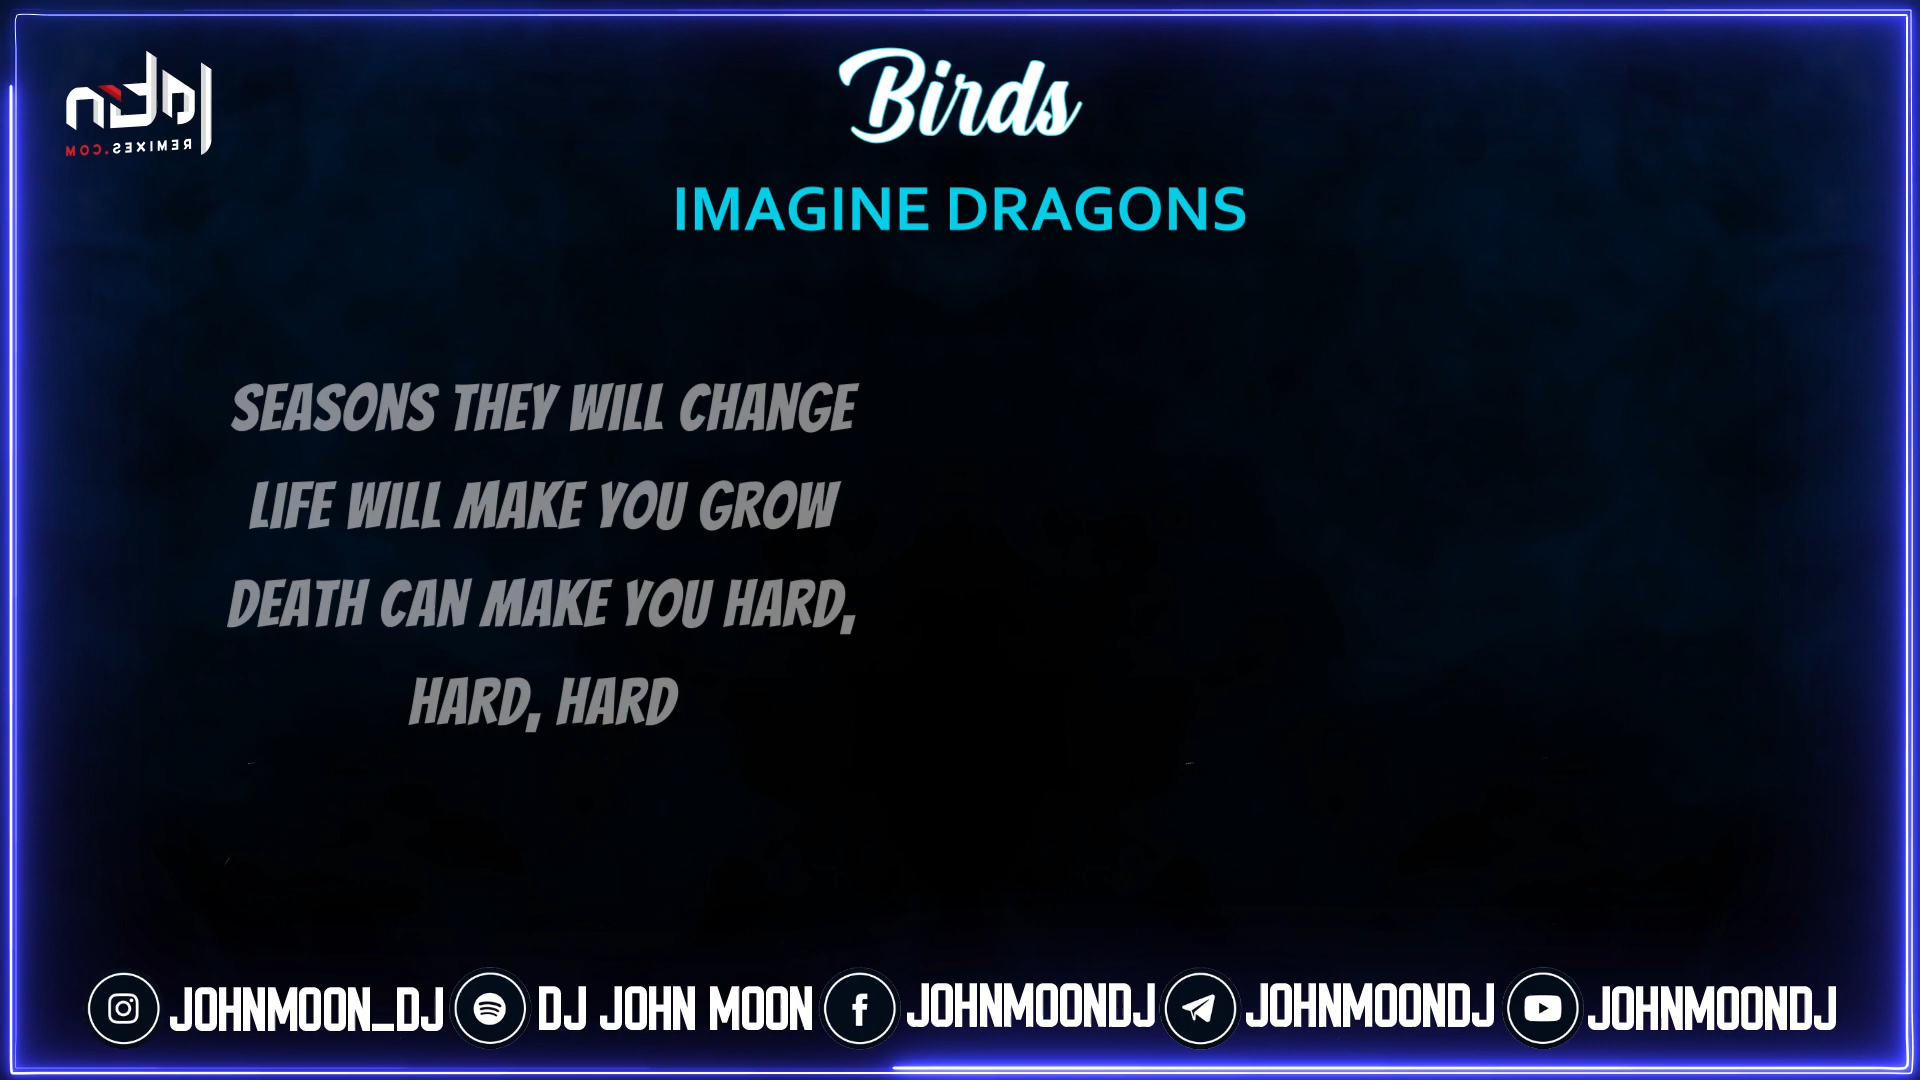 Birds
IMAGINE DRAGONS
SEASONS THEY WILL CHANGE
LIFE WILL MAKE YOU GROW
DEATH CAN MAKE YOU HARD,
HARD, HARD
REMIXES.COM
JOHNMOON_DJ DJ JOHN MOON JOHNMOONDJ JOHNMOONDJ JOHNMOONDJ